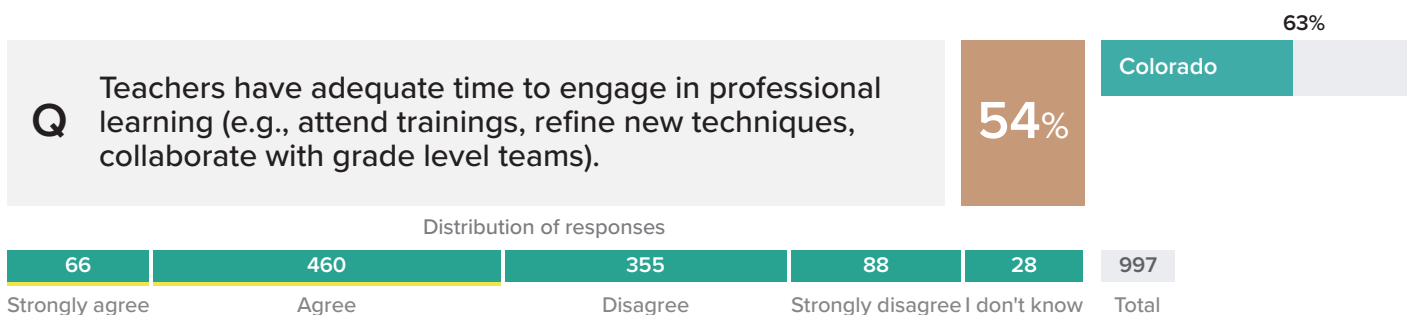 63%
Q
Teachers have adequate time to engage in professional
learning (e.g., attend trainings, refine new techniques,
collaborate with grade level teams).
54%
Colorado
Distribution of responses
66 460 355 88 28 997
Strongly agree Agree Disagree Strongly disagree I don't know Total